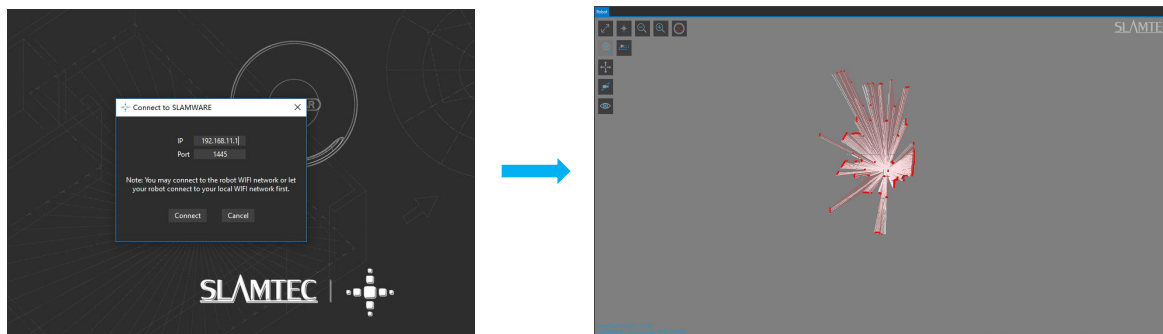 Connect to SLAMWARE
R)
IP 192.168.11.1
Port 1445
Note: You may connect to the robot WIFI network or let
your robot connect to your local WIFI network first.
Connect Cancel
SLAMTEC
Robot
SLAMTE